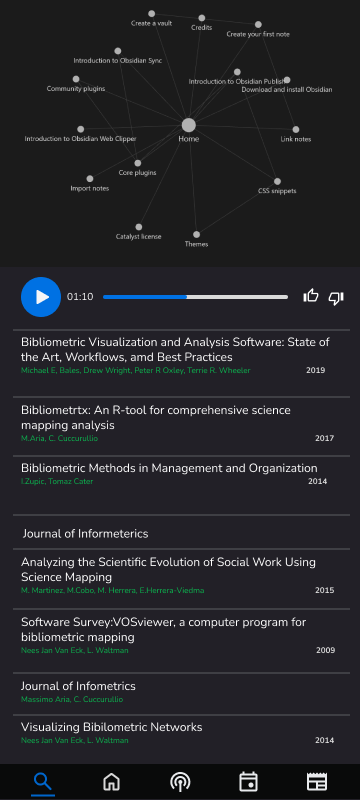 Create a vault
Credits
Create your first note
Introduction to Obsidian Sync
Introduction to Obsidian Publish
Community plugins
Download and install Obsidian
Introduction to Obsidian Web Clipper
Home
Link notes
Core plugins
Import notes
CSS snippets
Catalyst license
Themes
01:10
Bibliometric Visualization and Analysis Software: State of
the Art, Workflows, amd Best Practices
Michael E, Bales, Drew Wright, Peter R Oxley, Terrie R. Wheeler 2019
Bibliometrtx: An R-tool for comprehensive science
mapping analysis
M.Aria, C. Cuccurullio 2017
Bibliometric Methods in Management and Organization
I.Zupic, Tomaz Cater 2014
Journal of Informeterics
Analyzing the Scientific Evolution of Social Work Using
Science Mapping
M. Martinez, M.Cobo, M. Herrera, E.Herrera-Viedma 2015
Software Survey:VOSviewer, a computer program for
bibliometric mapping
Nees Jan Van Eck, L. Waltman 2009
Journal of Infometrics
Massimo Aria, C. Cuccurullo
Visualizing Bibilometric Networks
Nees Jan Van Eck, L. Waltman 2014